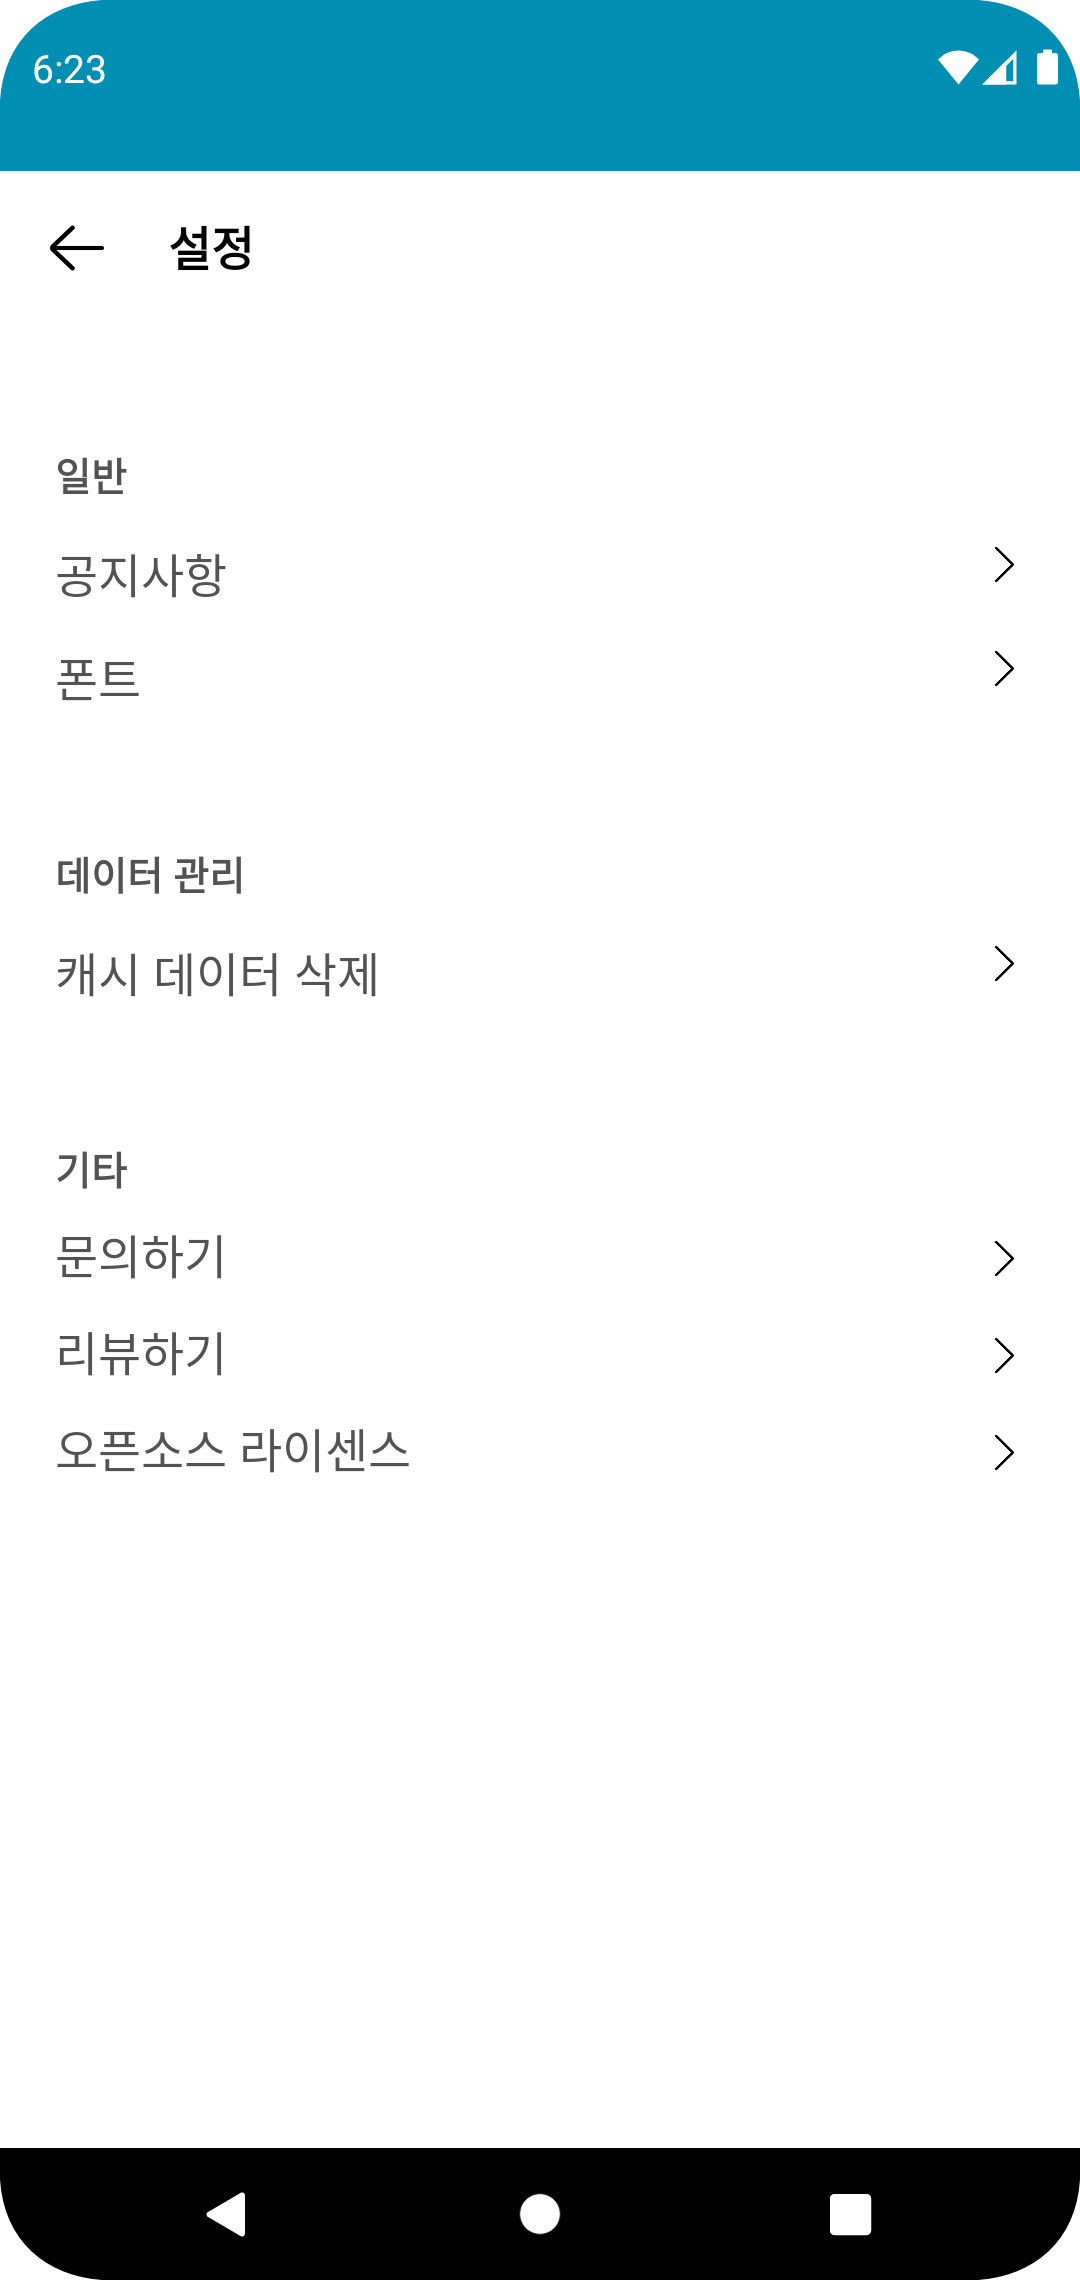 6:23
설정
일반
공지사항
폰트
데이터 관리
캐시 데이터 삭제
기타
문의하기
리뷰하기
오픈소스 라이센스